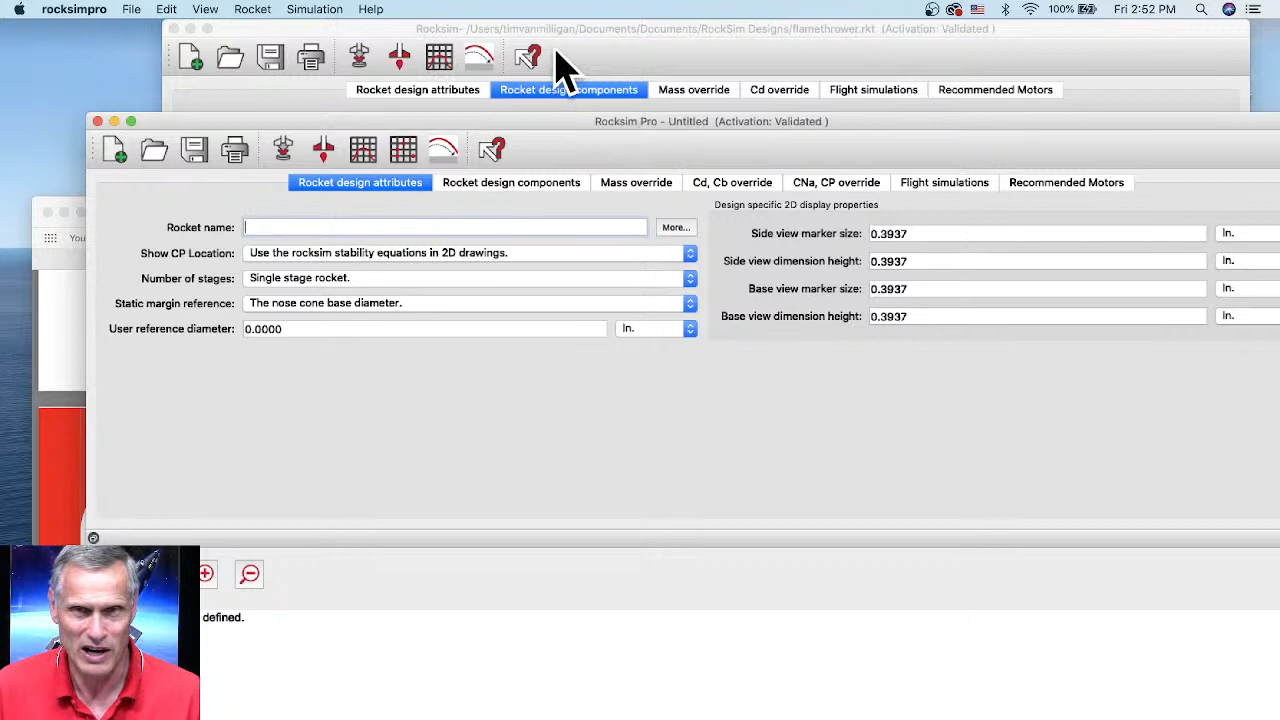 rocksimpro File Edit View Rocket Simulation Help 100% Fri 2:52 PM
Rocksim- /Users/timvanmilligan/Documents/Documents/RockSim Designs/flamethrower.rkt (Activation: Validated )
Rocket design attributes Rocket design components Mass override Cd override Flight simulations Recommended Motors
Rocksim Pro - Untitled (Activation: Validated )
Rocket design attributes Rocket design components Mass override Cd, Cb override CNa, CP override Flight simulations Recommended Motors
Design specific 2D display properties
Rocket name: More...
Side view marker size: 0.3937 In.
Show CP Location: Use the rocksim stability equations in 2D drawings.
Side view dimension height: 0.3937 In.
Number of stages: Single stage rocket.
Base view marker size: 0.3937 In.
Static margin reference: The nose cone base diameter.
Base view dimension height: 0.3937 In.
User reference diameter: 0.0000 In.
You
defined.